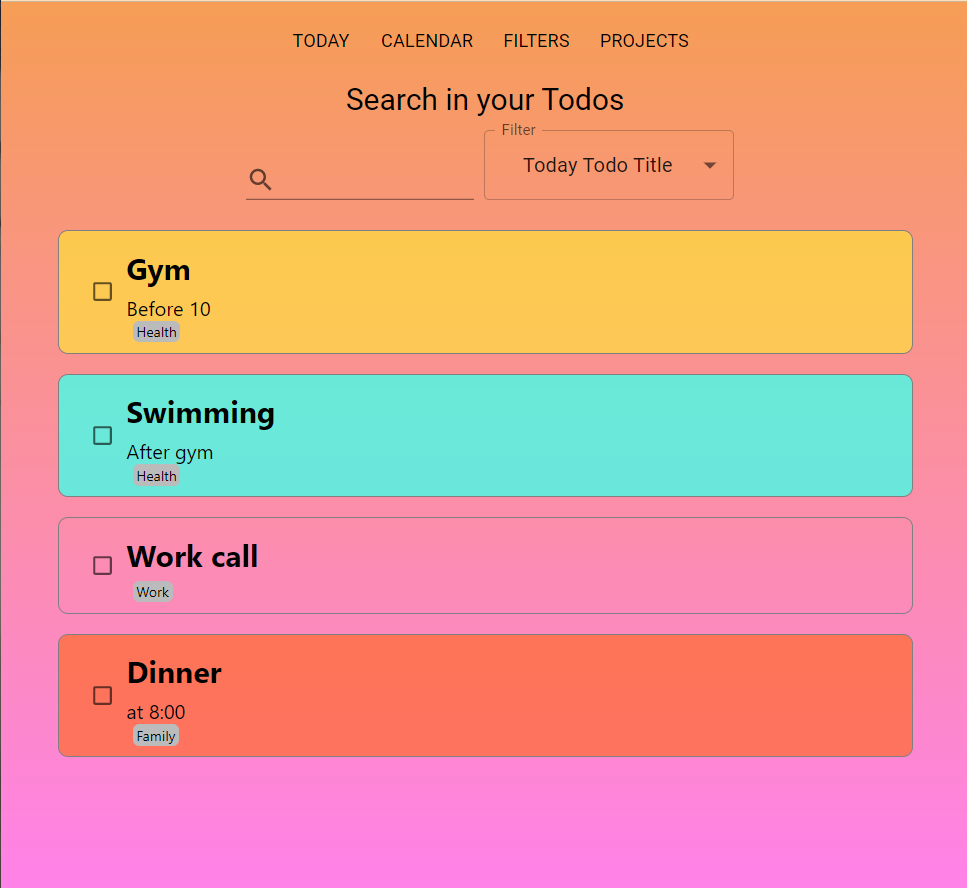 TODAY CALENDAR FILTERS PROJECTS
Search in your Todos
Filter
Today Todo Title
Gym
Before 10
Health
Swimming
After gym
Health
Work call
Work
Dinner
at 8:00
Family